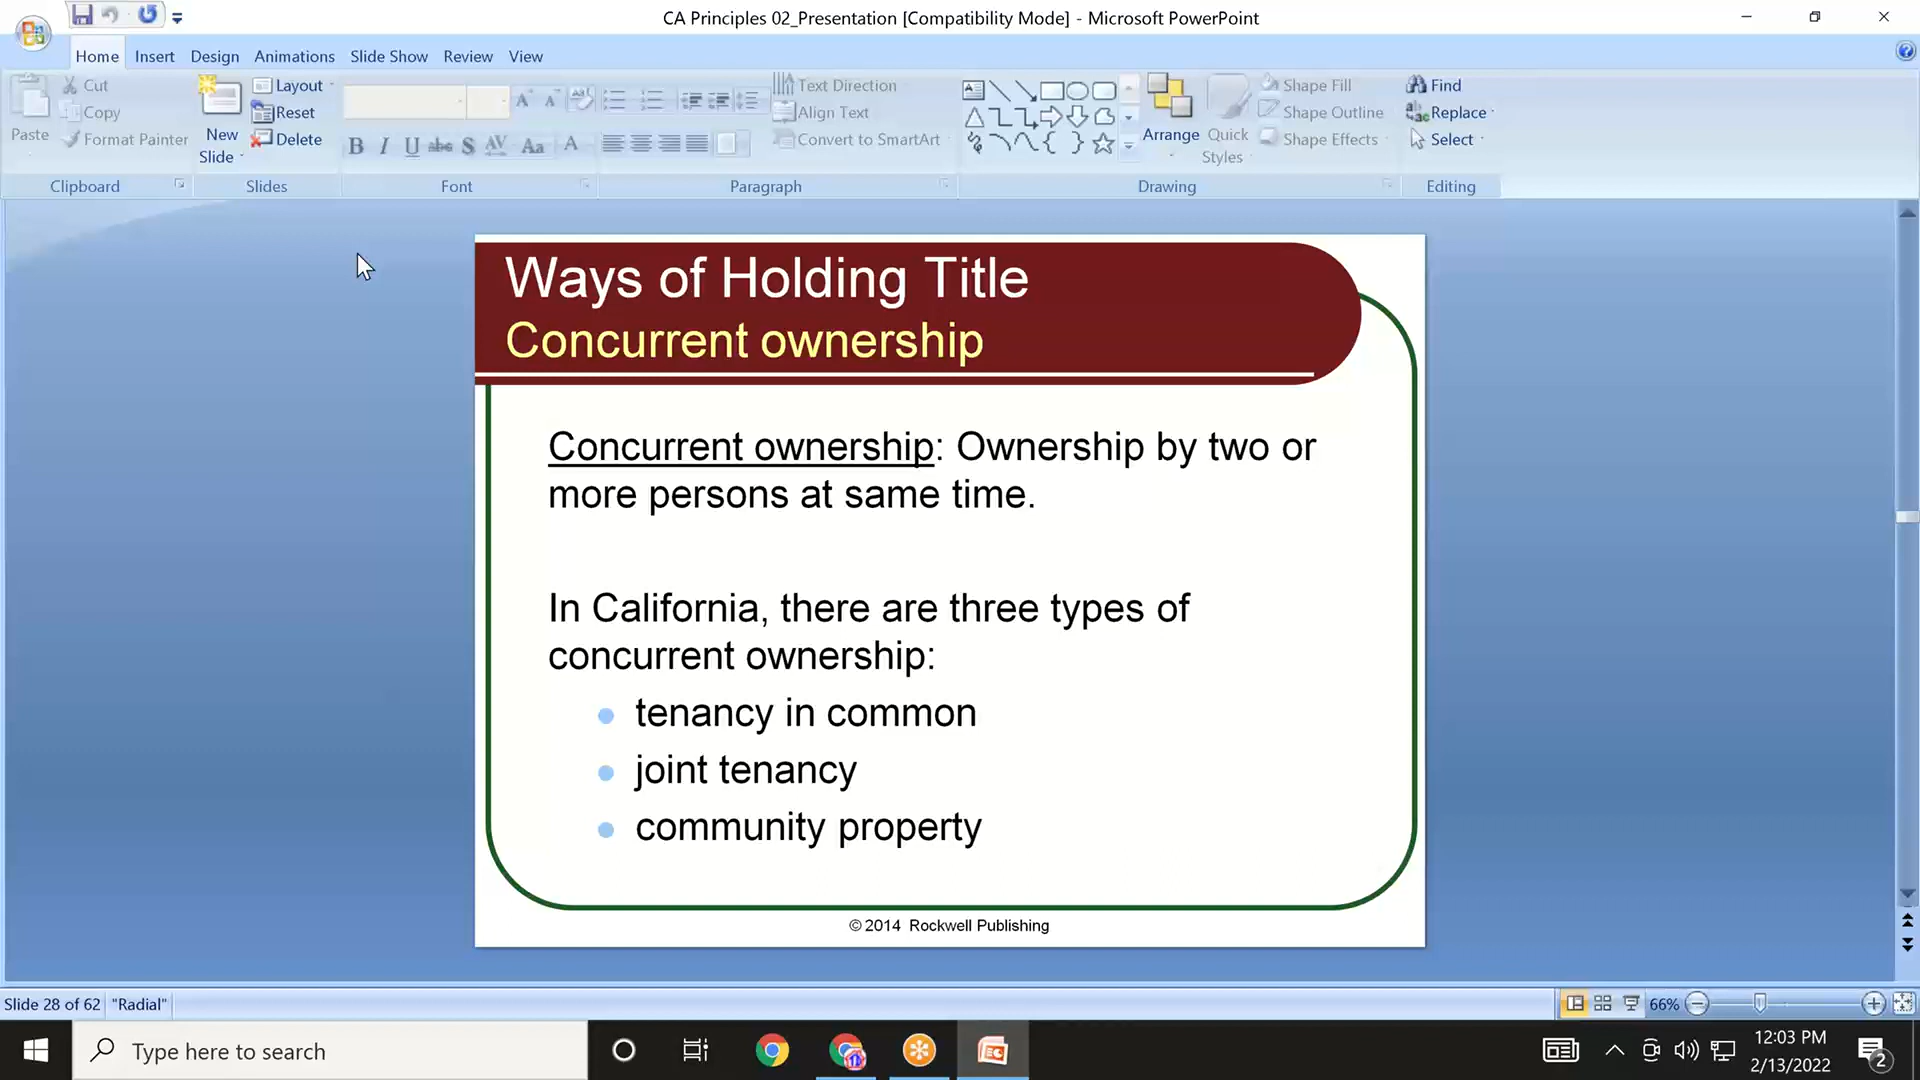 CA Principles 02_Presentation [Compatibility Mode] - Microsoft PowerPoint
Home Insert Design Animations Slide Show Review View
Paste
Cut
Copy
Format Painter
Clipboard
New
Slide
Layout
Reset
Delete
Slides
B I U abc S AV Aa A
Font
Text Direction
Align Text
Convert to SmartArt
Paragraph
Arrange
Quick
Styles
Shape Fill
Shape Outline
Shape Effects
Drawing
Find
Replace
Select
Editing
Ways of Holding Title
Concurrent ownership
Concurrent ownership: Ownership by two or
more persons at same time.
In California, there are three types of
concurrent ownership:
tenancy in common
joint tenancy
community property
© 2014 Rockwell Publishing
Slide 28 of 62 "Radial" 66%
Type here to search
12:03 PM
2/13/2022
2